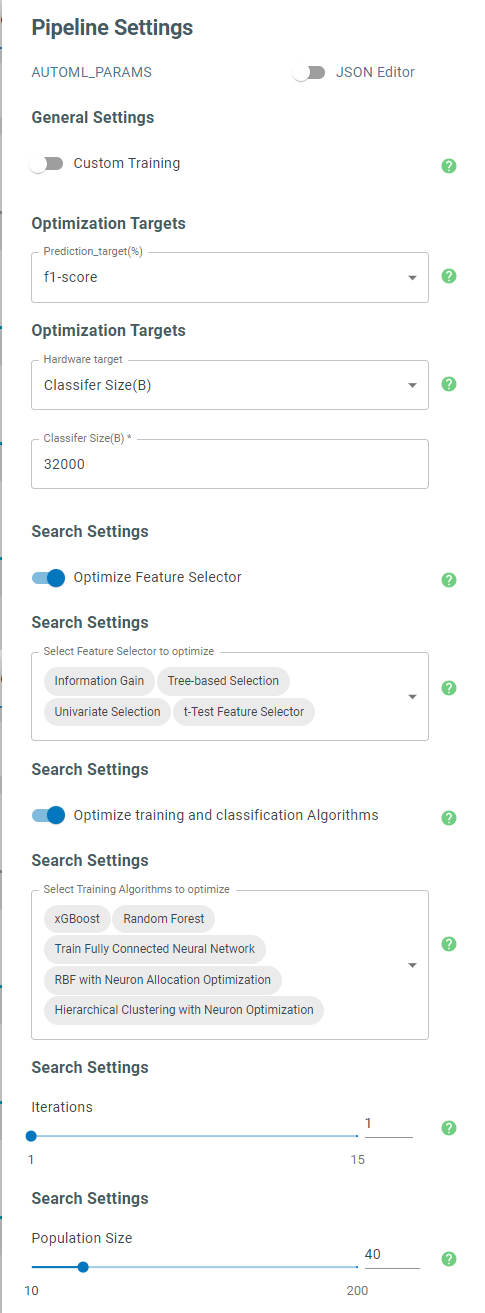 Pipeline Settings
AUTOML_PARAMS JSON Editor
General Settings
Custom Training ?
Optimization Targets
Prediction_target(%)
f1-score ?
Optimization Targets
Hardware target
Classifer Size(B) ?
Classifer Size(B) *
32000
Search Settings
Optimize Feature Selector ?
Search Settings
Select Feature Selector to optimize
Information Gain Tree-based Selection ?
Univariate Selection t-Test Feature Selector
Search Settings
Optimize training and classification Algorithms ?
Search Settings
Select Training Algorithms to optimize
xGBoost Random Forest
Train Fully Connected Neural Network ?
RBF with Neuron Allocation Optimization
Hierarchical Clustering with Neuron Optimization
Search Settings
Iterations
1 ?
1 15
Search Settings
Population Size
40 ?
10 200